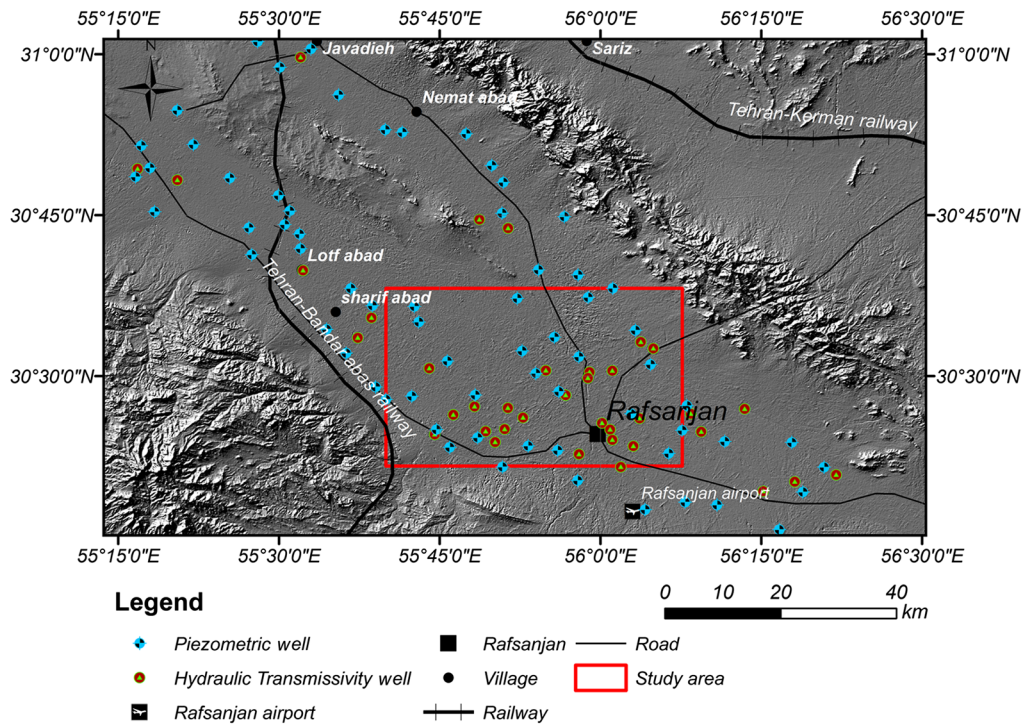 55°15'0"E 55°30'0"E 55°45'0"E 56°0'0"E 56°15'0"E 56°30'0"E
N
Javadieh
Sariz
31°0'0"N 31°0'0"N
Nemat abad
Tehran-Kerman railway
30°45'0"N 30°45'0"N
Lotf abad
sharif abad
Tehran-Bandar abas railway
30°30'0"N 30°30'0"N
Rafsanjan
Rafsanjan airport
55°15'0"E 55°30'0"E 55°45'0"E 56°0'0"E 56°15'0"E 56°30'0"E
Legend
0 10 20 40
km
Piezometric well Rafsanjan Road
Hydraulic Transmissivity well Village Study area
Rafsanjan airport Railway